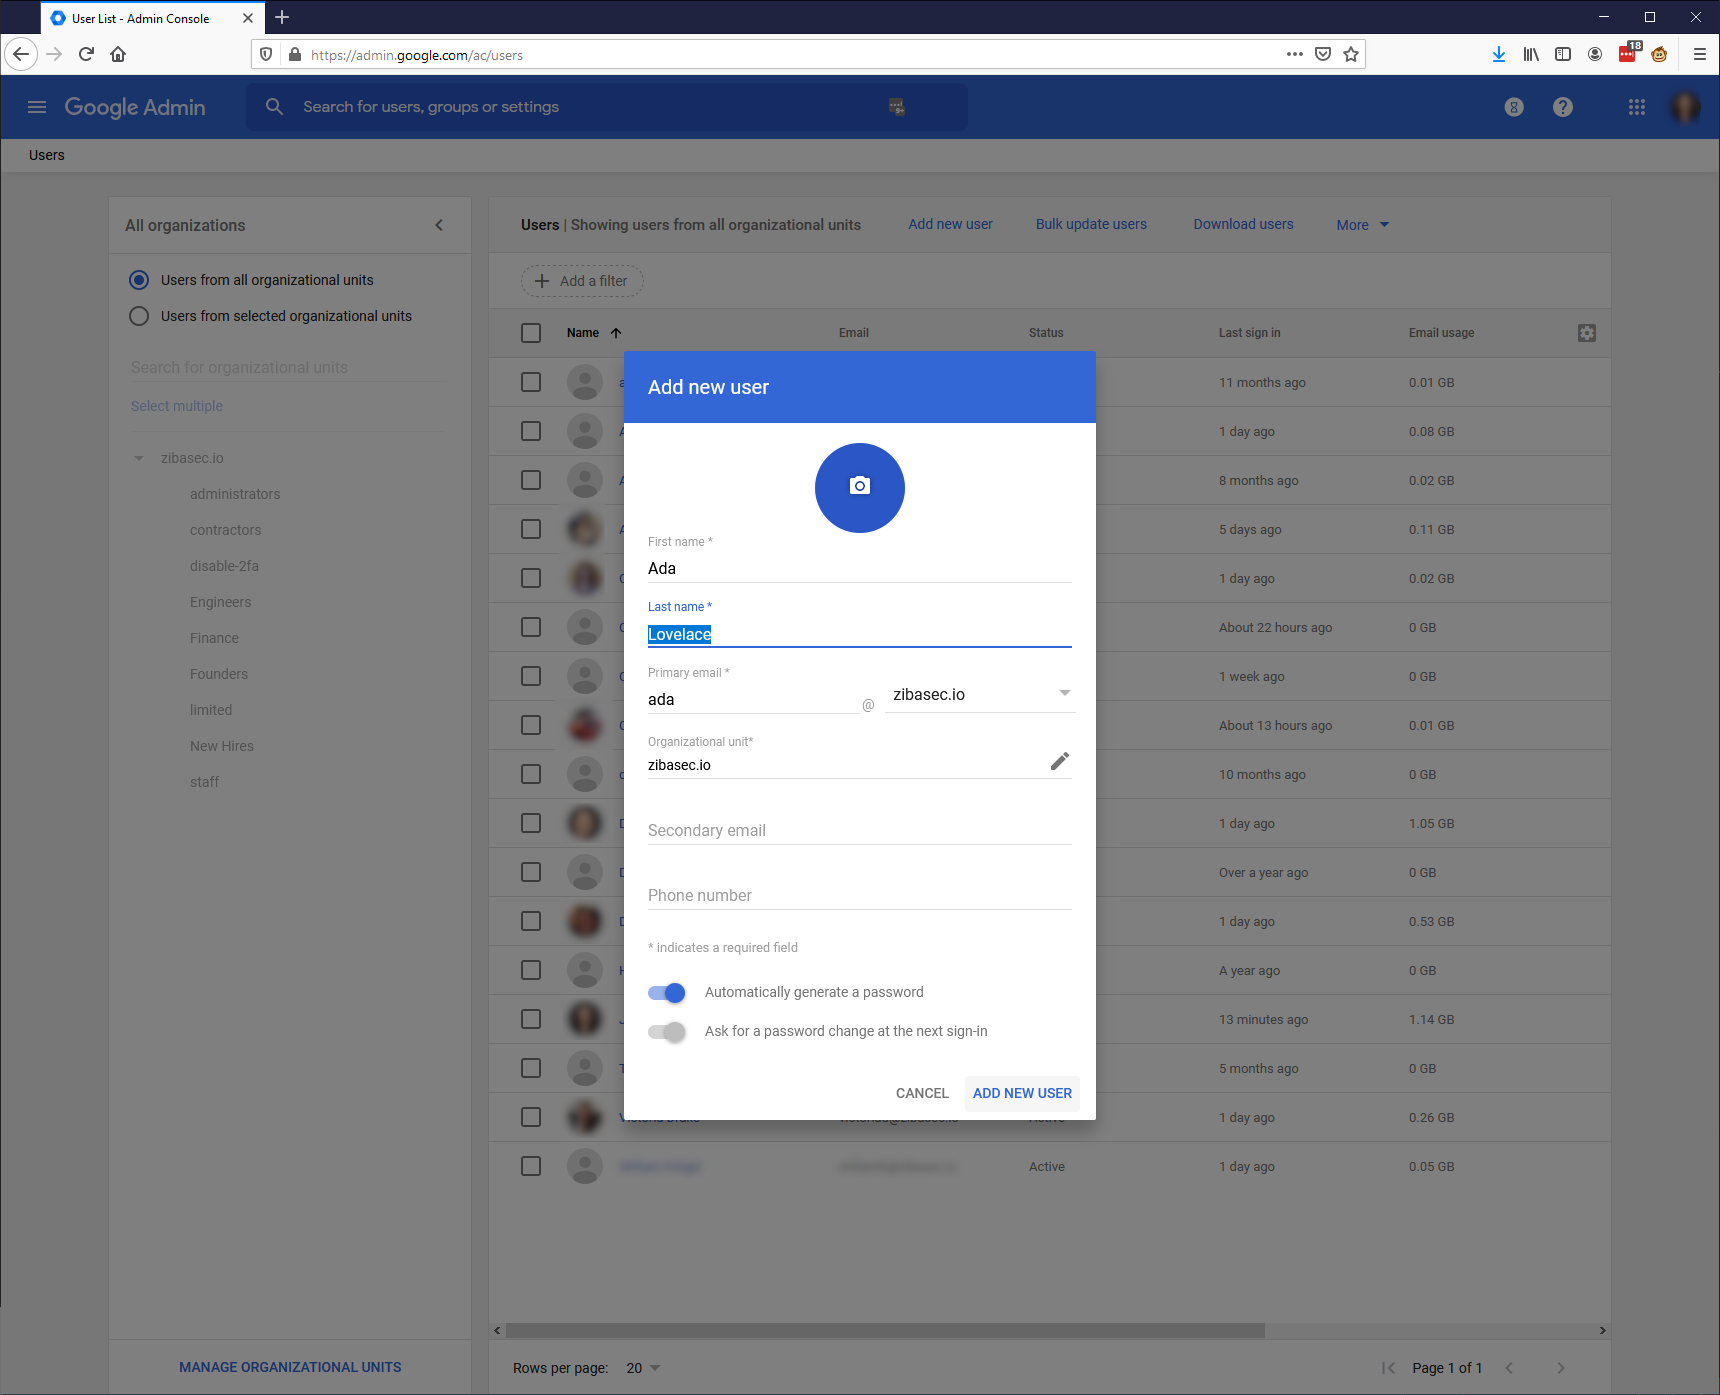 User List - Admin Console
https://admin.google.com/ac/users
18
Google Admin
Search for users, groups or settings
Users
All organizations
Users from all organizational units
Users from selected organizational units
Search for organizational units
Select multiple
zibasec.io
administrators
contractors
disable-2fa
Engineers
Finance
Founders
limited
New Hires
staff
MANAGE ORGANIZATIONAL UNITS
Users | Showing users from all organizational units
Add new user
Bulk update users
Download users
More
Add a filter
Name
Email
Status
Last sign in
Email usage
11 months ago 0.01 GB
1 day ago 0.08 GB
8 months ago 0.02 GB
5 days ago 0.11 GB
1 day ago 0.02 GB
About 22 hours ago 0 GB
1 week ago 0 GB
About 13 hours ago 0.01 GB
10 months ago 0 GB
1 day ago 1.05 GB
Over a year ago 0 GB
1 day ago 0.53 GB
A year ago 0 GB
13 minutes ago 1.14 GB
5 months ago 0 GB
1 day ago 0.26 GB
Active 1 day ago 0.05 GB
Add new user
First name *
Ada
Last name *
Lovelace
Primary email *
ada @ zibasec.io
Organizational unit*
zibasec.io
Secondary email
Phone number
* indicates a required field
Automatically generate a password
Ask for a password change at the next sign-in
CANCEL
ADD NEW USER
Rows per page: 20
Page 1 of 1